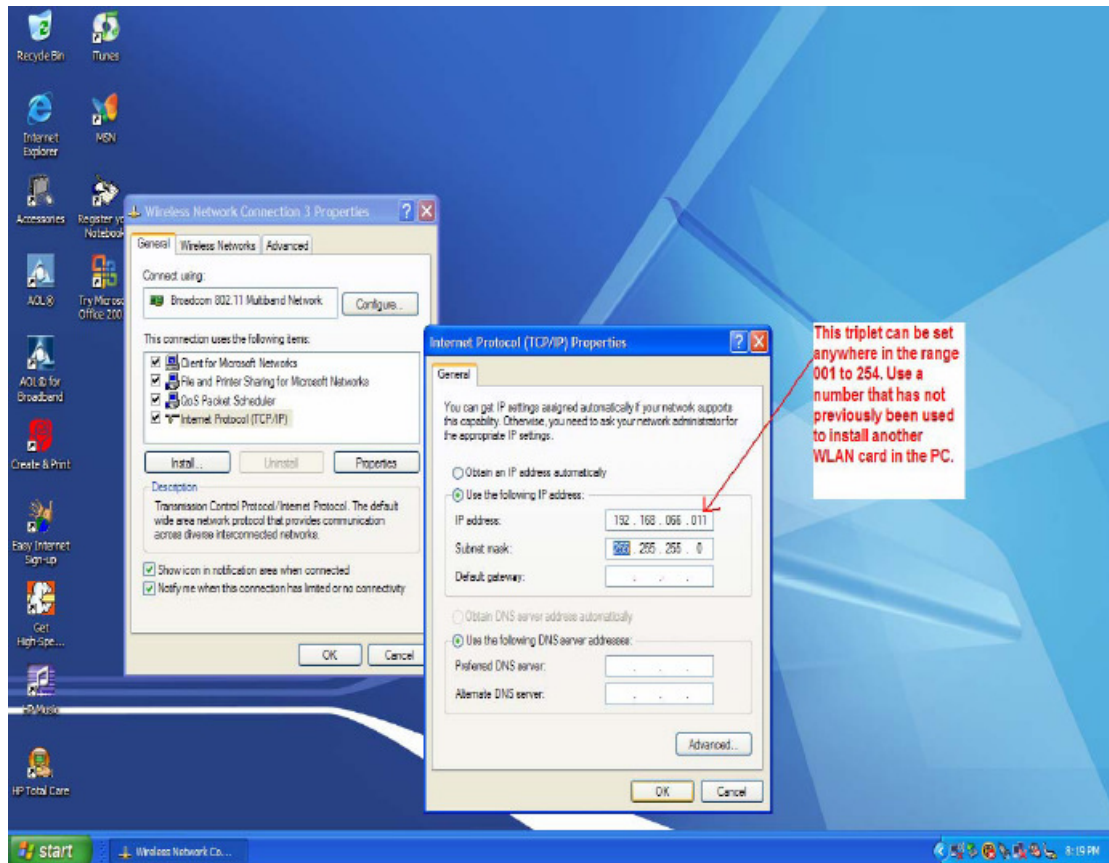 Recycle Bin
iTunes
Internet
Explorer
MSN
Accessories
Register yo
Notebook
AOL®
Try Microso
Office 200
AOL® for
Broadband
Create & Print
Easy Internet
Sign-up
Get
High-Spe...
HP Music
HP Total Care
Wireless Network Connection 3 Properties
General
Wireless Networks
Advanced
Connect using:
Broadcom 802.11 Multiband Network
Configure...
This connection uses the following items:
Client for Microsoft Networks
File and Printer Sharing for Microsoft Networks
QoS Packet Scheduler
Internet Protocol (TCP/IP)
Install...
Uninstall
Properties
Description
Transmission Control Protocol/Internet Protocol. The default
wide area network protocol that provides communication
across diverse interconnected networks.
Show icon in notification area when connected
Notify me when this connection has limited or no connectivity
OK
Cancel
Internet Protocol (TCP/IP) Properties
General
You can get IP settings assigned automatically if your network supports
this capability. Otherwise, you need to ask your network administrator for
the appropriate IP settings.
Obtain an IP address automatically
Use the following IP address:
IP address: 192 . 168 . 066 . 011
Subnet mask: 255 . 255 . 255 . 0
Default gateway: . . .
Obtain DNS server address automatically
Use the following DNS server addresses:
Preferred DNS server: . . .
Alternate DNS server: . . .
Advanced...
OK
Cancel
This triplet can be set
anywhere in the range
001 to 254. Use a
number that has not
previously been used
to install another
WLAN card in the PC.
start
Wireless Network Co...
8:19 PM